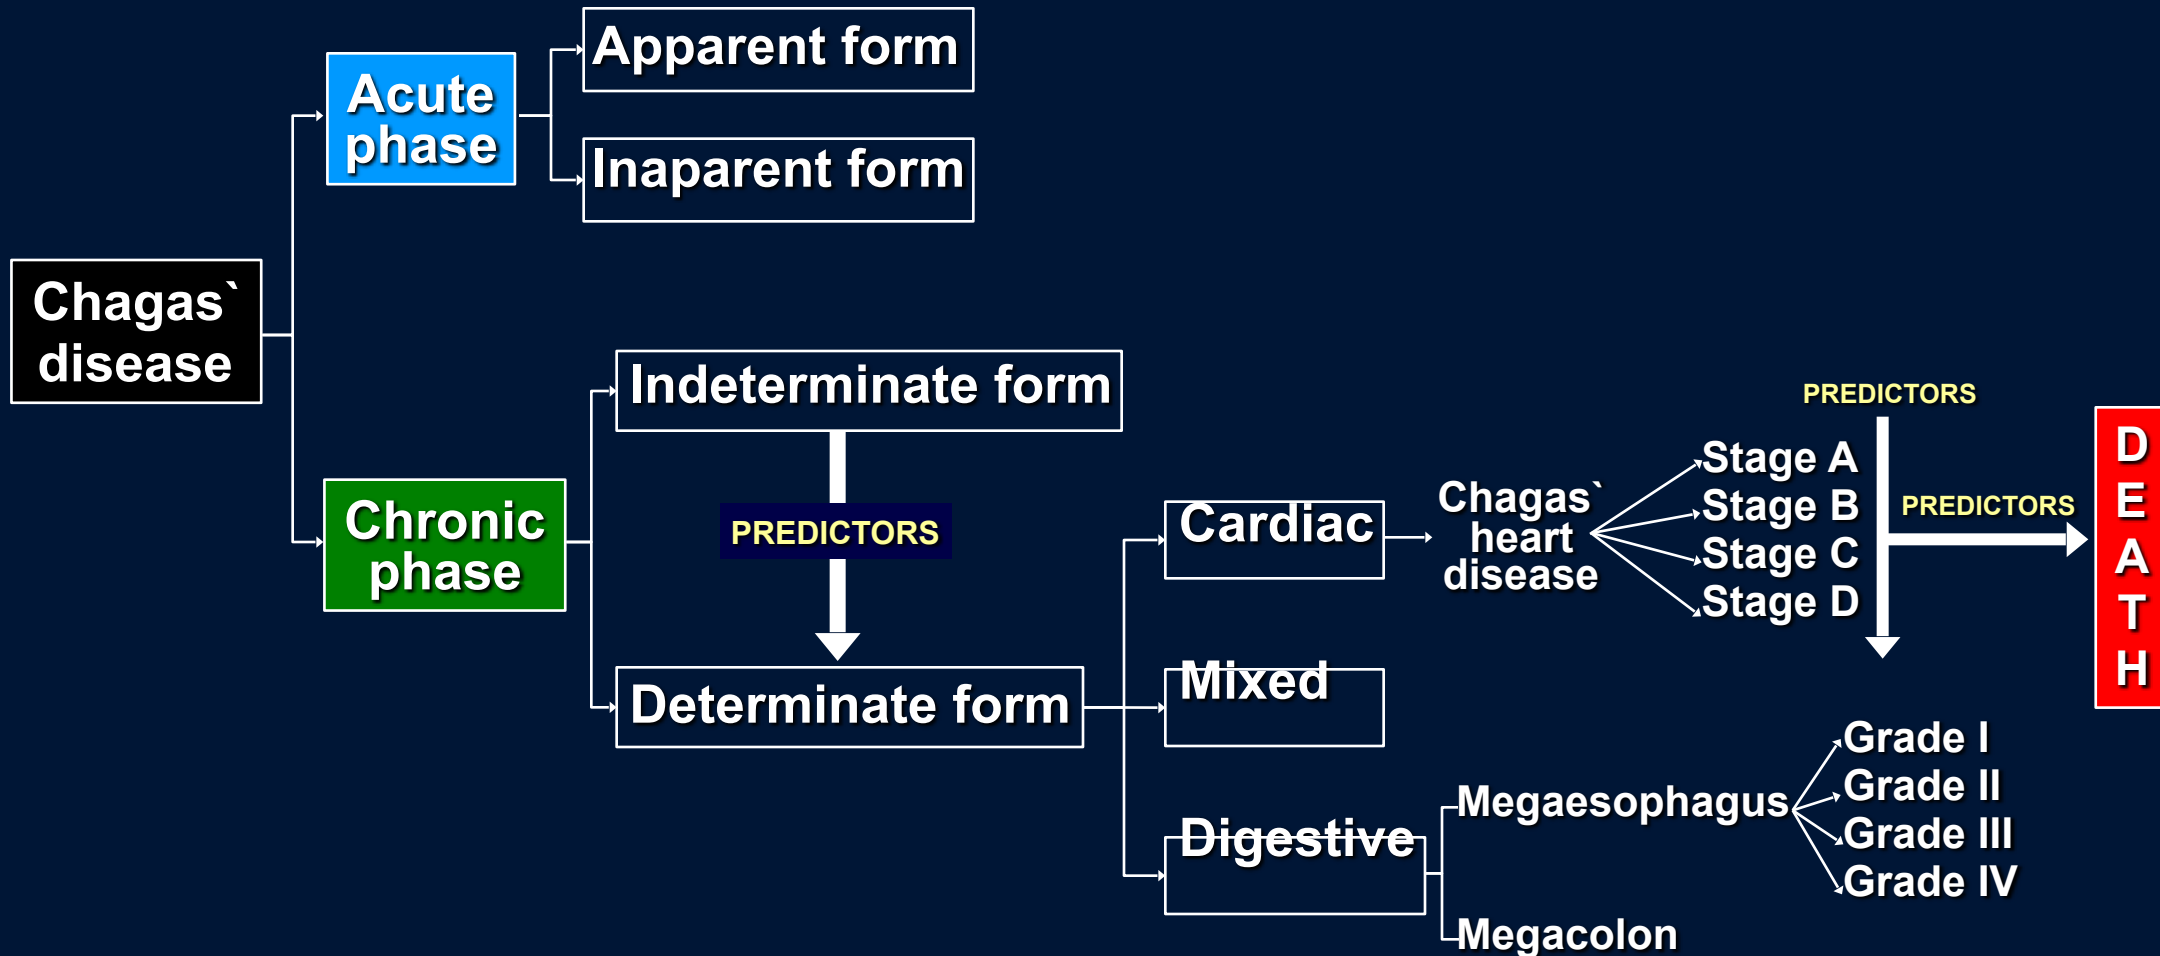 Apparent form
Acute
phase
Inaparent form
Chagas`
disease
Indeterminate form
Chronic
phase
PREDICTORS
Determinate form
Cardiac
Mixed
Digestive
Chagas`
heart
disease
Stage A
Stage B
Stage C
Stage D
PREDICTORS
PREDICTORS
D
E
A
T
H
Megaesophagus
Grade I
Grade II
Grade III
Grade IV
Megacolon